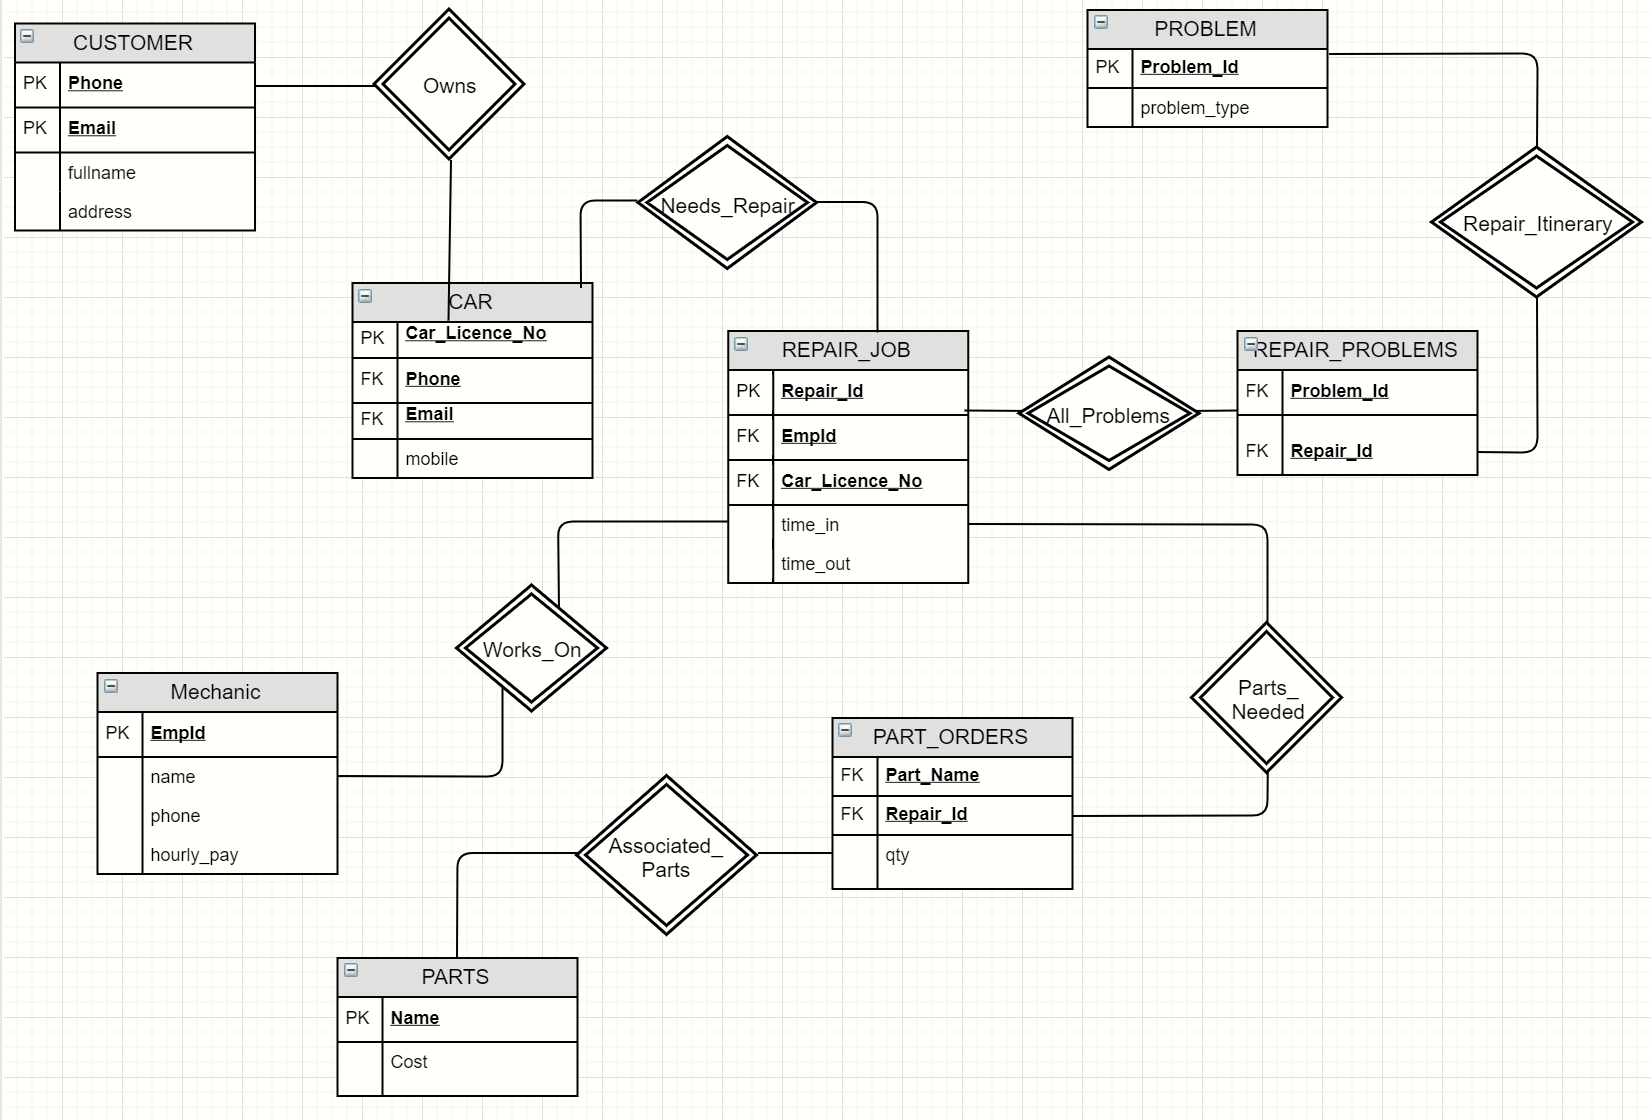 CUSTOMER
PK Phone
PK Email
fullname
address
Owns
PROBLEM
PK Problem_Id
problem_type
Needs_Repair
Repair_Itinerary
CAR
PK Car_Licence_No
FK Phone
FK Email
mobile
REPAIR_JOB
PK Repair_Id
FK EmpId
FK Car_Licence_No
time_in
time_out
All_Problems
REPAIR_PROBLEMS
FK Problem_Id
FK Repair_Id
Works_On
Parts_
Needed
Mechanic
PK EmpId
name
phone
hourly_pay
PART_ORDERS
FK Part_Name
FK Repair_Id
qty
Associated_
Parts
PARTS
PK Name
Cost